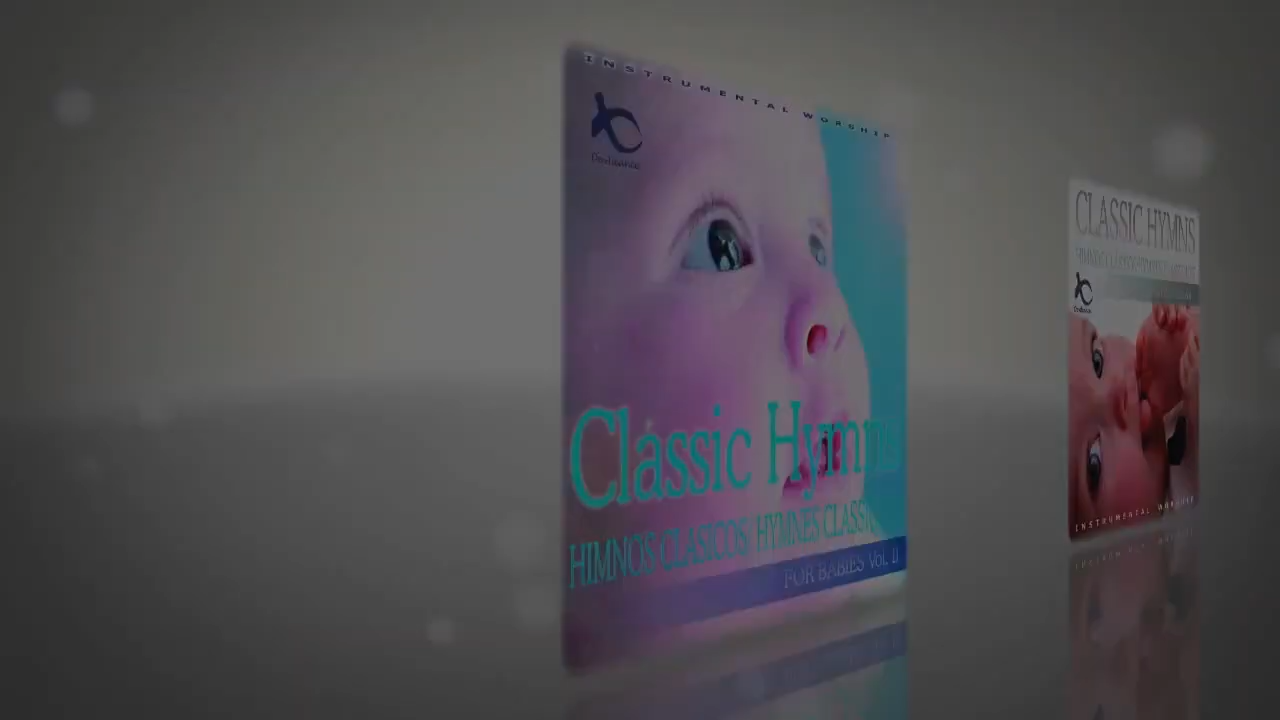 INSTRUMENTAL WORSHIP
Classic Hymns
HIMNOS CLASICOS/ HYMNES CLASSI
FOR BABIES Vol. II
CLASSIC HYMNS
INSTRUMENTAL WORSHIP